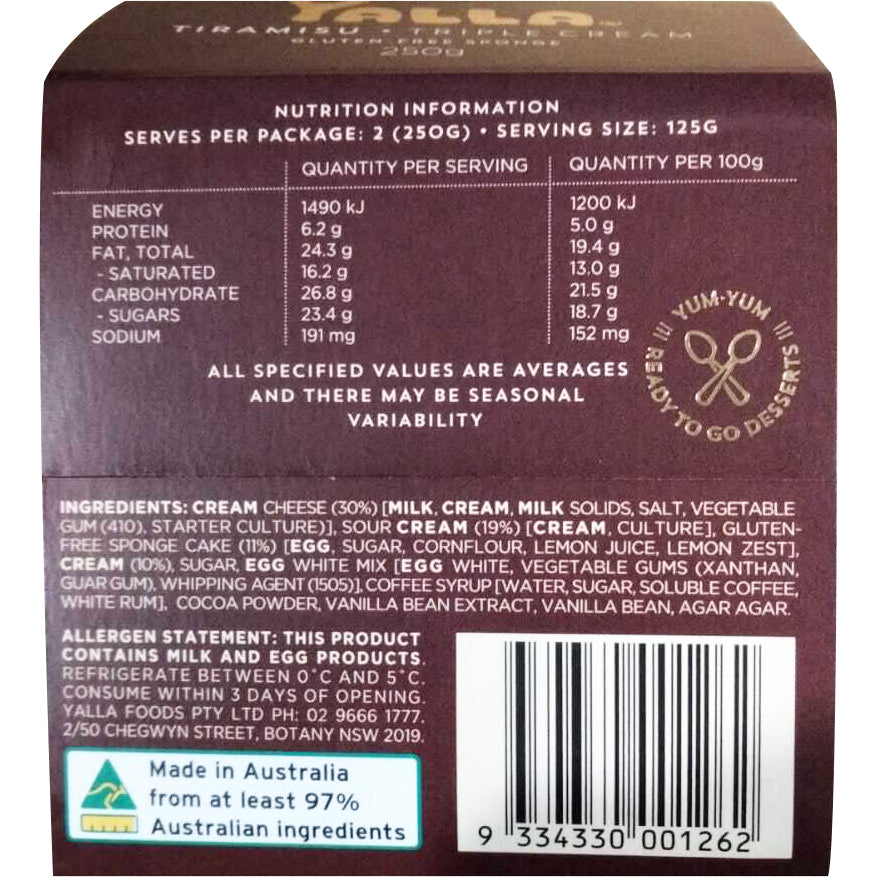 YALLA™
TIRAMISU • TRIPLE CREAM
GLUTEN-FREE SPONGE
250g
NUTRITION INFORMATION
SERVES PER PACKAGE: 2 (250G) • SERVING SIZE: 125G
QUANTITY PER SERVING QUANTITY PER 100g
ENERGY 1490 kJ 1200 kJ
PROTEIN 6.2 g 5.0 g
FAT, TOTAL 24.3 g 19.4 g
- SATURATED 16.2 g 13.0 g
CARBOHYDRATE 26.8 g 21.5 g
- SUGARS 23.4 g 18.7 g
SODIUM 191 mg 152 mg
ALL SPECIFIED VALUES ARE AVERAGES
AND THERE MAY BE SEASONAL
VARIABILITY
YUM-YUM
READY TO GO DESSERTS
INGREDIENTS: CREAM CHEESE (30%) [MILK, CREAM, MILK SOLIDS, SALT, VEGETABLE
GUM (410), STARTER CULTURE)], SOUR CREAM (19%) [CREAM, CULTURE], GLUTEN-
FREE SPONGE CAKE (11%) [EGG, SUGAR, CORNFLOUR, LEMON JUICE, LEMON ZEST],
CREAM (10%), SUGAR, EGG WHITE MIX [EGG WHITE, VEGETABLE GUMS (XANTHAN,
GUAR GUM), WHIPPING AGENT (1505)], COFFEE SYRUP [WATER, SUGAR, SOLUBLE COFFEE,
WHITE RUM], COCOA POWDER, VANILLA BEAN EXTRACT, VANILLA BEAN, AGAR AGAR.
ALLERGEN STATEMENT: THIS PRODUCT
CONTAINS MILK AND EGG PRODUCTS.
REFRIGERATE BETWEEN 0°C AND 5°C.
CONSUME WITHIN 3 DAYS OF OPENING.
YALLA FOODS PTY LTD PH: 02 9666 1777.
2/50 CHEGWYN STREET, BOTANY NSW 2019.
Made in Australia
from at least 97%
Australian ingredients
9 334330 001262